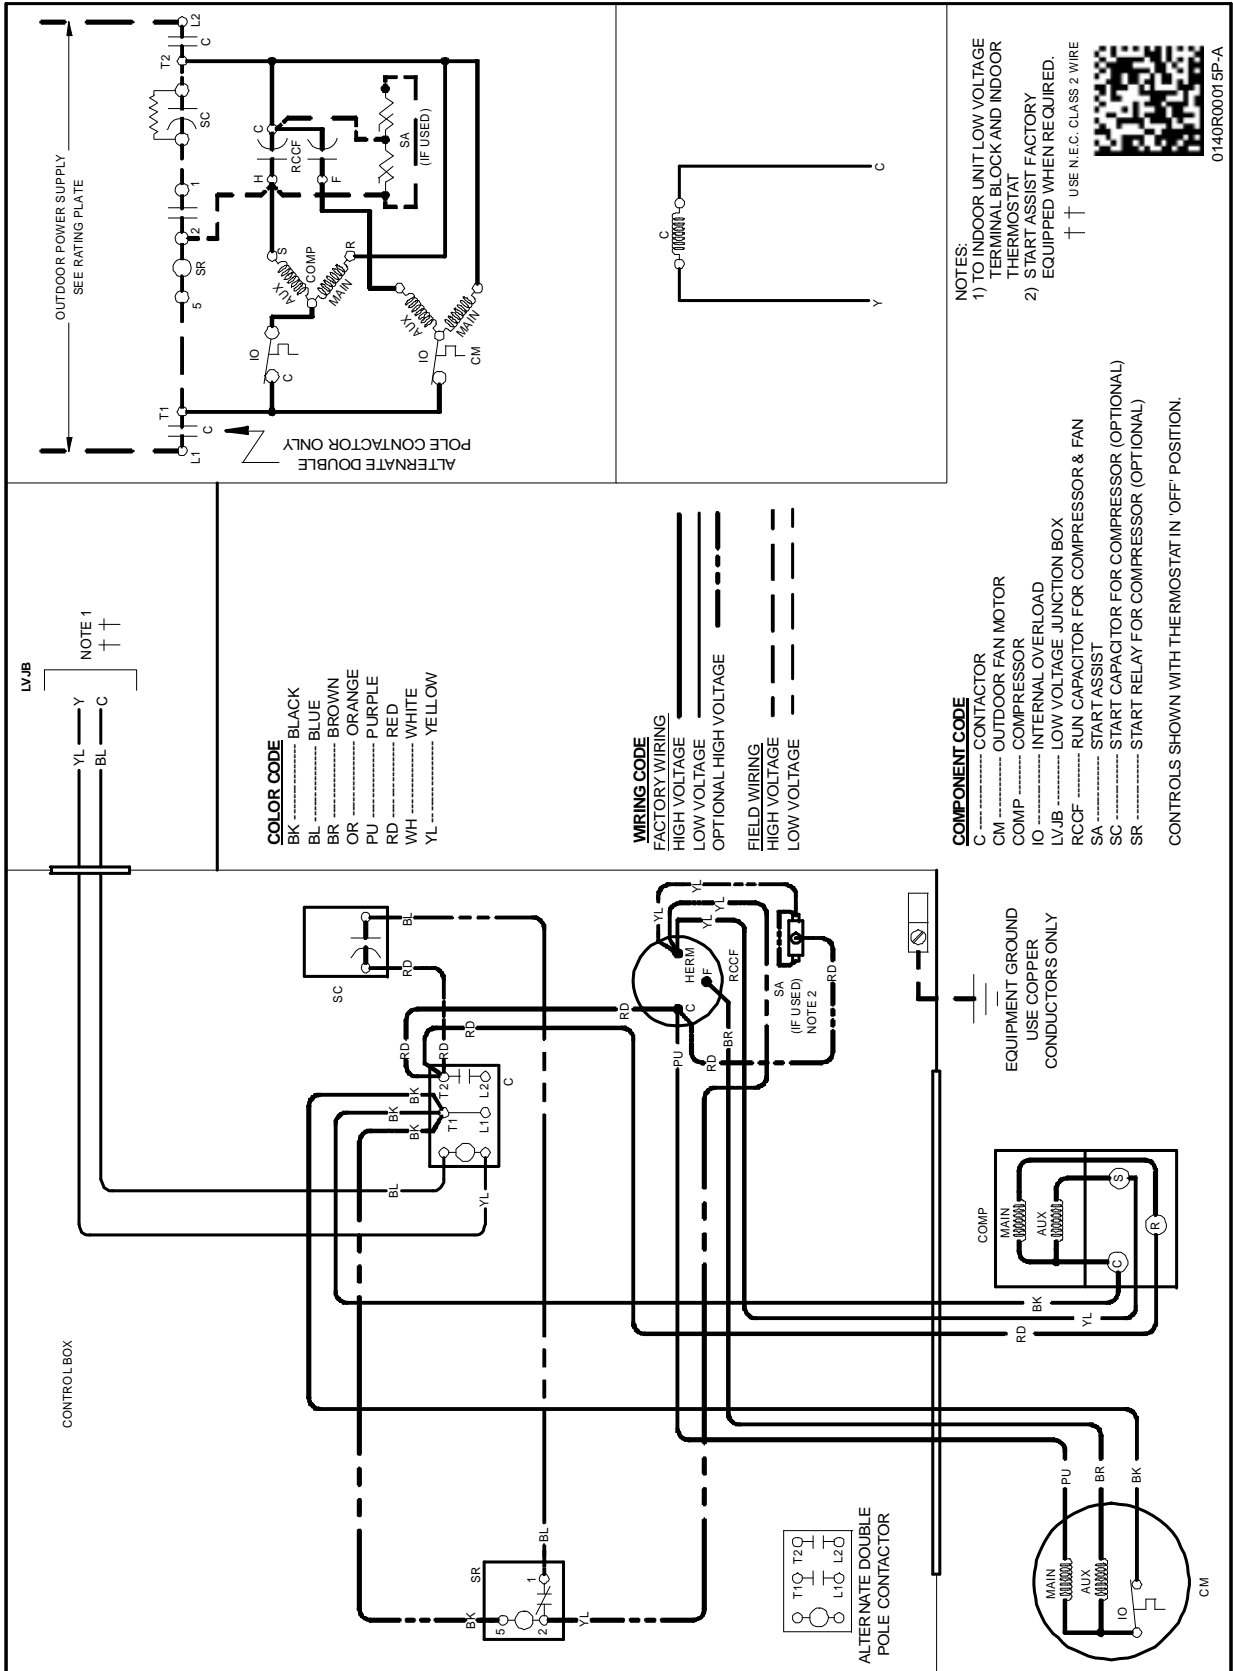 CONTROL BOX
SC
RD
BL
RD
RD
RD
RD
BK
BK
BK
T2
T1
L2
L1
C
BL
YL
SR
BK
5
1
2
BL
YL
ALTERNATE DOUBLE
POLE CONTACTOR
T1
T2
L1
L2
HERM
F
C
RCCF
YL
YL
YL
YL
PU
BR
RD
RD
SA
(IF USED)
NOTE 2
RD
BK
YL
COMP
MAIN
AUX
C
S
R
PU
BR
BK
MAIN
AUX
IO
CM
EQUIPMENT GROUND
USE COPPER
CONDUCTORS ONLY
LVJB
YL
Y
BL
C
NOTE 1
COLOR CODE
BK ------------ BLACK
BL ------------ BLUE
BR ------------ BROWN
OR ------------ ORANGE
PU ------------ PURPLE
RD ------------ RED
WH ------------ WHITE
YL ------------ YELLOW
WIRING CODE
FACTORY WIRING
HIGH VOLTAGE
LOW VOLTAGE
OPTIONAL HIGH VOLTAGE
FIELD WIRING
HIGH VOLTAGE
LOW VOLTAGE
COMPONENT CODE
C ------------ CONTACTOR
CM ------------ OUTDOOR FAN MOTOR
COMP -------- COMPRESSOR
IO ------------ INTERNAL OVERLOAD
LVJB --------- LOW VOLTAGE JUNCTION BOX
RCCF -------- RUN CAPACITOR FOR COMPRESSOR & FAN
SA ------------ START ASSIST
SC ------------ START CAPACITOR FOR COMPRESSOR (OPTIONAL)
SR ------------ START RELAY FOR COMPRESSOR (OPTIONAL)
CONTROLS SHOWN WITH THERMOSTAT IN 'OFF' POSITION.
OUTDOOR POWER SUPPLY
SEE RATING PLATE
L1
C
T1
5
SR
2
1
SC
T2
C
L2
ALTERNATE DOUBLE
POLE CONTACTOR ONLY
IO
C
AUX
S
COMP
MAIN
R
H
C
RCCF
F
SA
(IF USED)
IO
AUX
MAIN
CM
C
Y
C
NOTES:
1) TO INDOOR UNIT LOW VOLTAGE
TERMINAL BLOCK AND INDOOR
THERMOSTAT
2) START ASSIST FACTORY
EQUIPPED WHEN REQUIRED.
†† USE N.E.C. CLASS 2 WIRE
0140R00015P-A